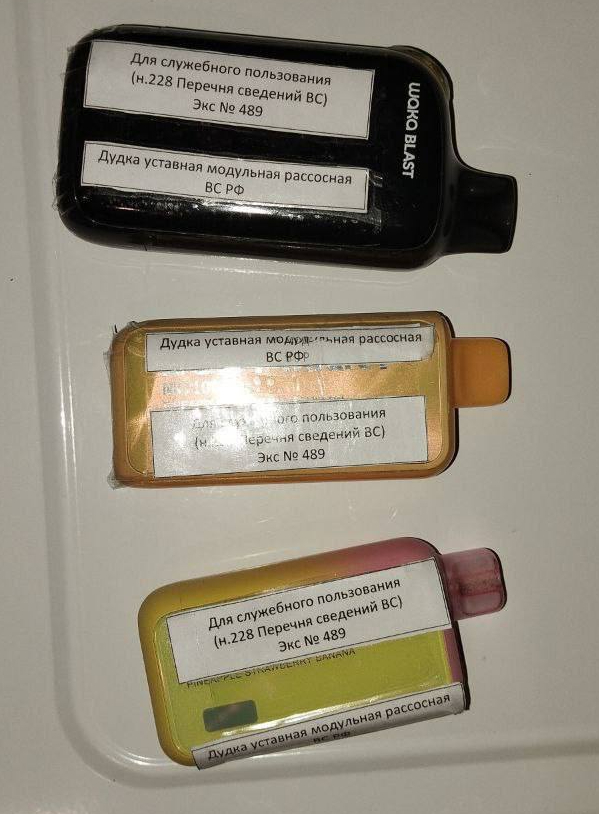 Для служебного пользования
(н.228 Перечня сведений ВС)
Экс № 489
WAKA BLAST
Дудка уставная модульная рассосная
ВС РФ
Дудка уставная модульная рассосная
ВС РФ
Для служебного пользования
(н.228 Перечня сведений ВС)
Экс № 489
Для служебного пользования
(н.228 Перечня сведений ВС)
Экс № 489
PINEAPPLE STRAWBERRY BANANA
Дудка уставная модульная рассосная
ВС РФ